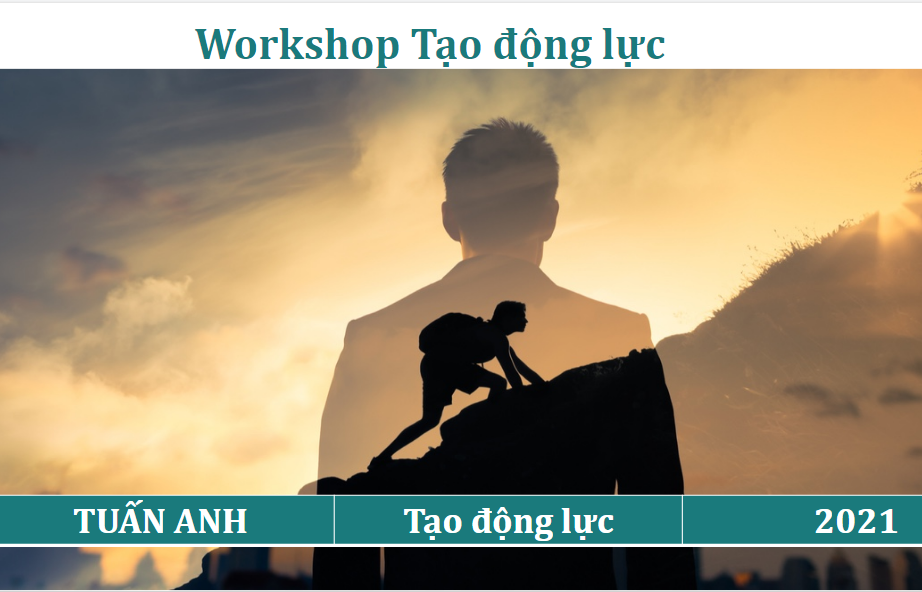 Workshop Tạo động lực
TUẤN ANH
Tạo động lực
2021